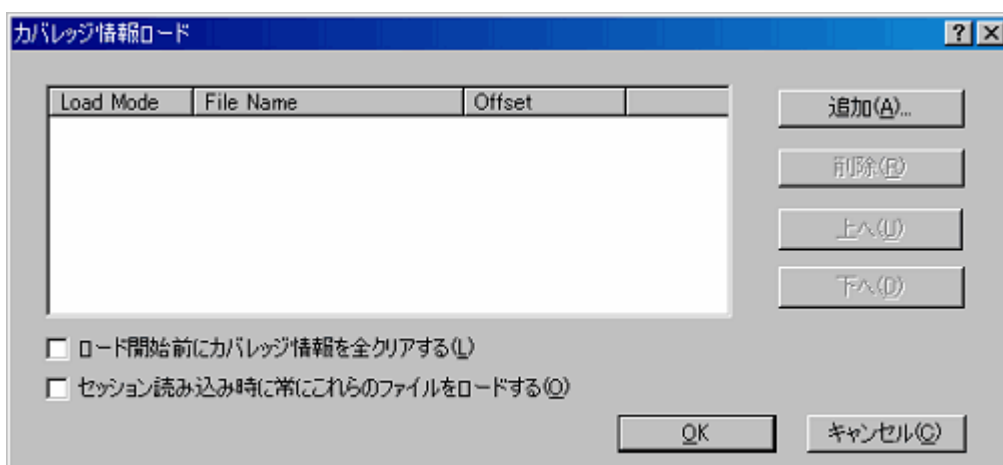 カバレッジ情報ロード
Load Mode File Name Offset
追加(A)...
削除(R)
上へ(U)
下へ(D)
ロード開始前にカバレッジ情報を全クリアする(L)
セッション読み込み時に常にこれらのファイルをロードする(O)
OK キャンセル(C)